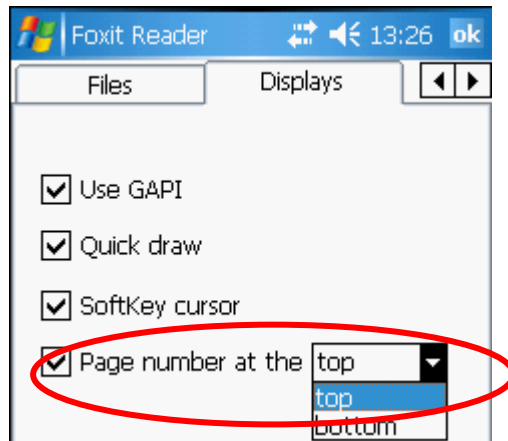 Foxit Reader 13:26 ok
Files Displays
Use GAPI
Quick draw
SoftKey cursor
Page number at the top
top
bottom